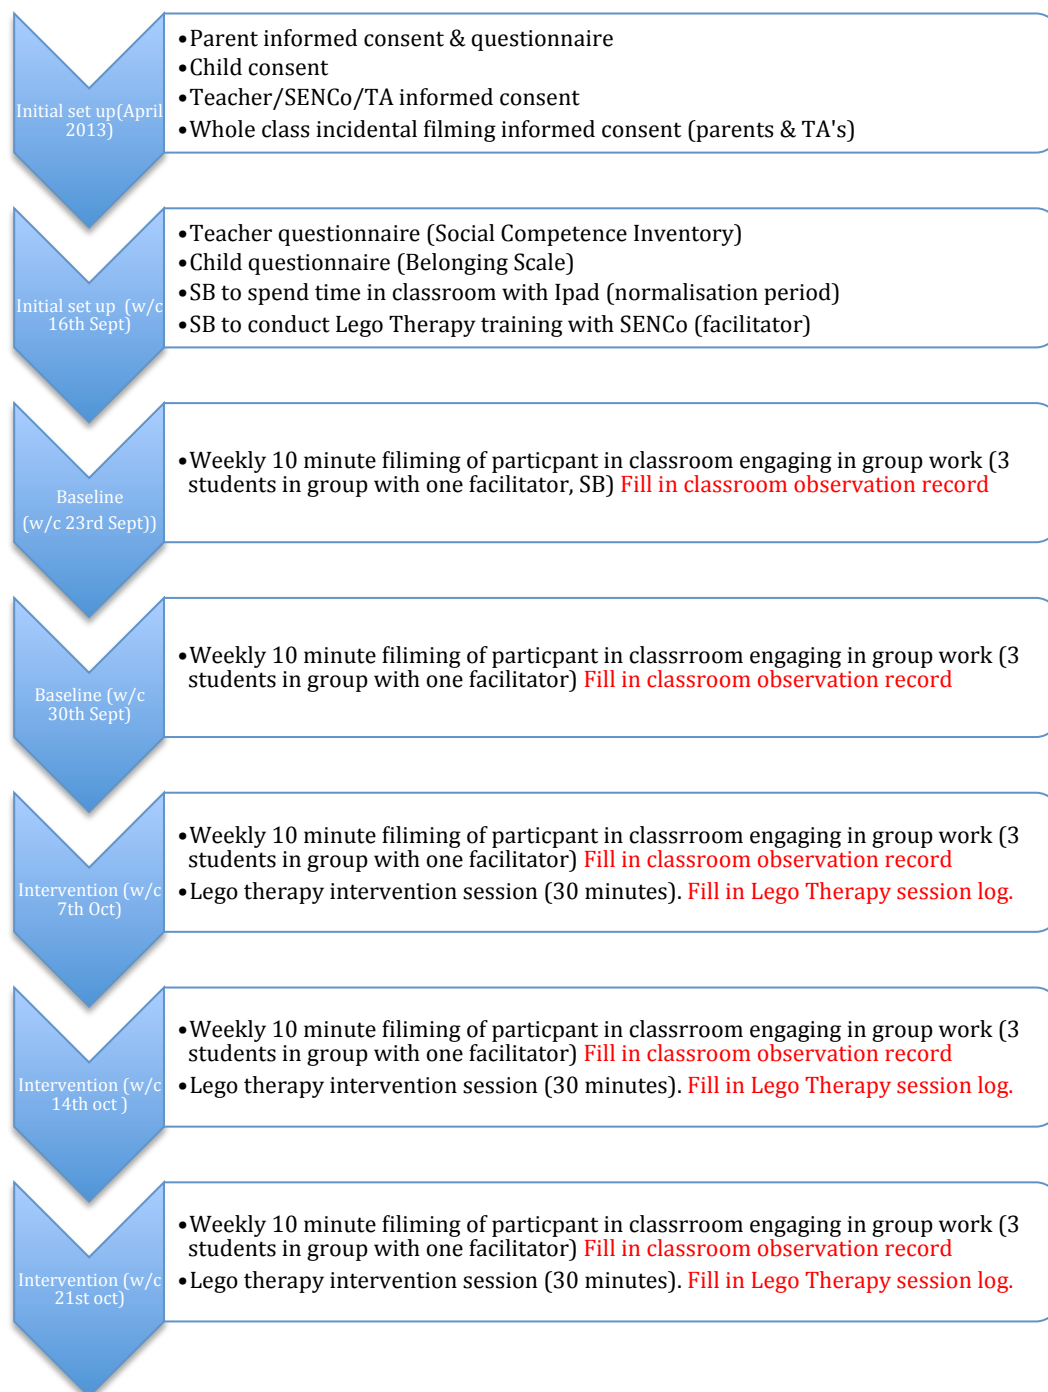 Initial set up(April
2013)
•Parent informed consent & questionnaire
•Child consent
•Teacher/SENCo/TA informed consent
•Whole class incidental filming informed consent (parents & TA's)
Initial set up (w/c
16th Sept)
•Teacher questionnaire (Social Competence Inventory)
•Child questionnaire (Belonging Scale)
•SB to spend time in classroom with Ipad (normalisation period)
•SB to conduct Lego Therapy training with SENCo (facilitator)
Baseline
(w/c 23rd Sept))
•Weekly 10 minute filiming of particpant in classroom engaging in group work (3
students in group with one facilitator, SB) Fill in classroom observation record
Baseline (w/c
30th Sept)
•Weekly 10 minute filiming of particpant in classrroom engaging in group work (3
students in group with one facilitator) Fill in classroom observation record
Intervention (w/c
7th Oct)
•Weekly 10 minute filiming of particpant in classrroom engaging in group work (3
students in group with one facilitator) Fill in classroom observation record
•Lego therapy intervention session (30 minutes). Fill in Lego Therapy session log.
Intervention (w/c
14th oct )
•Weekly 10 minute filiming of particpant in classrroom engaging in group work (3
students in group with one facilitator) Fill in classroom observation record
•Lego therapy intervention session (30 minutes). Fill in Lego Therapy session log.
Intervention (w/c
21st oct)
•Weekly 10 minute filiming of particpant in classrroom engaging in group work (3
students in group with one facilitator) Fill in classroom observation record
•Lego therapy intervention session (30 minutes). Fill in Lego Therapy session log.